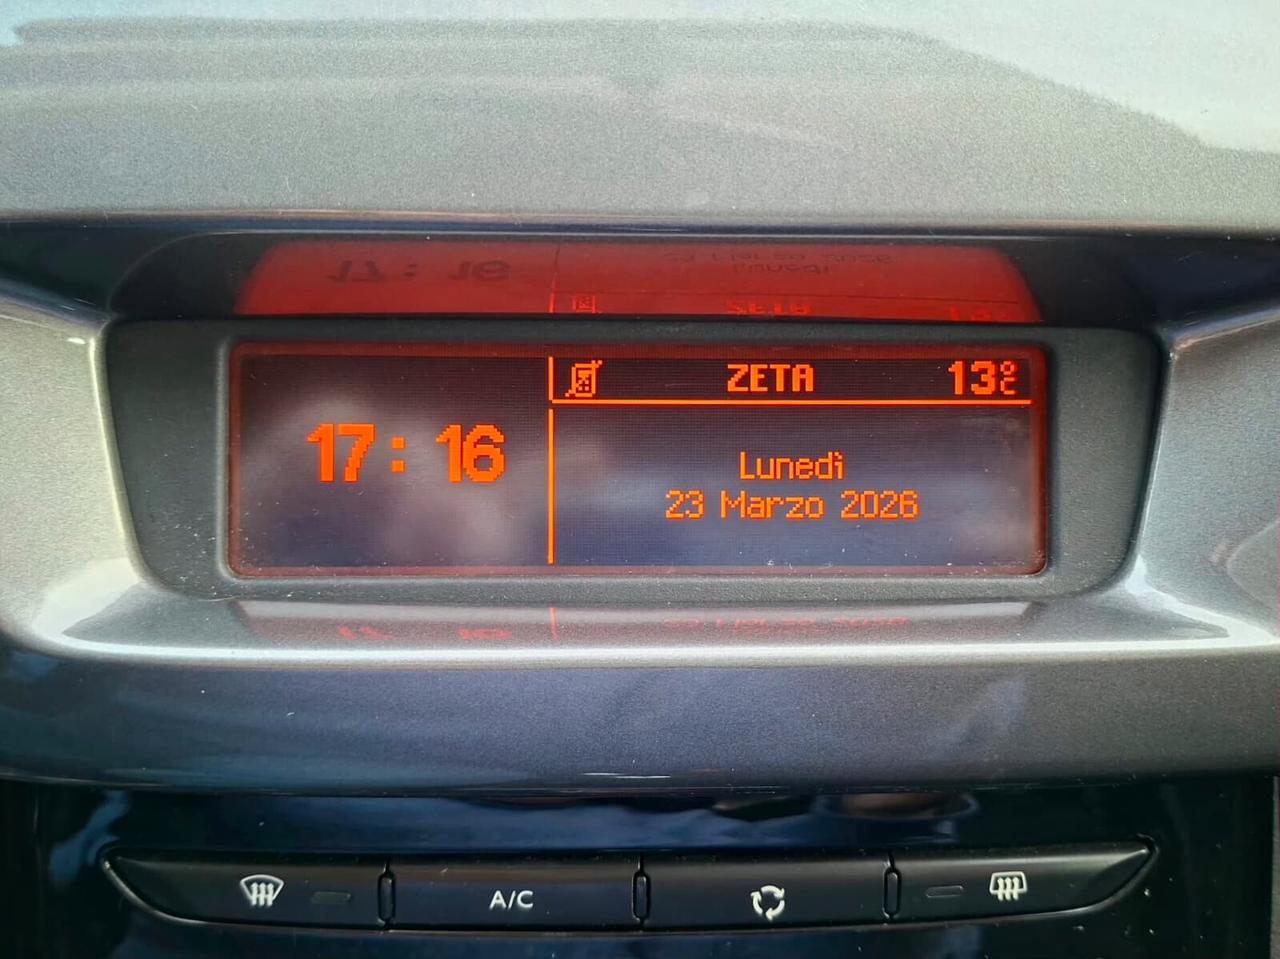 ZETA 13°C
17:16
Lunedì
23 Marzo 2026
A/C